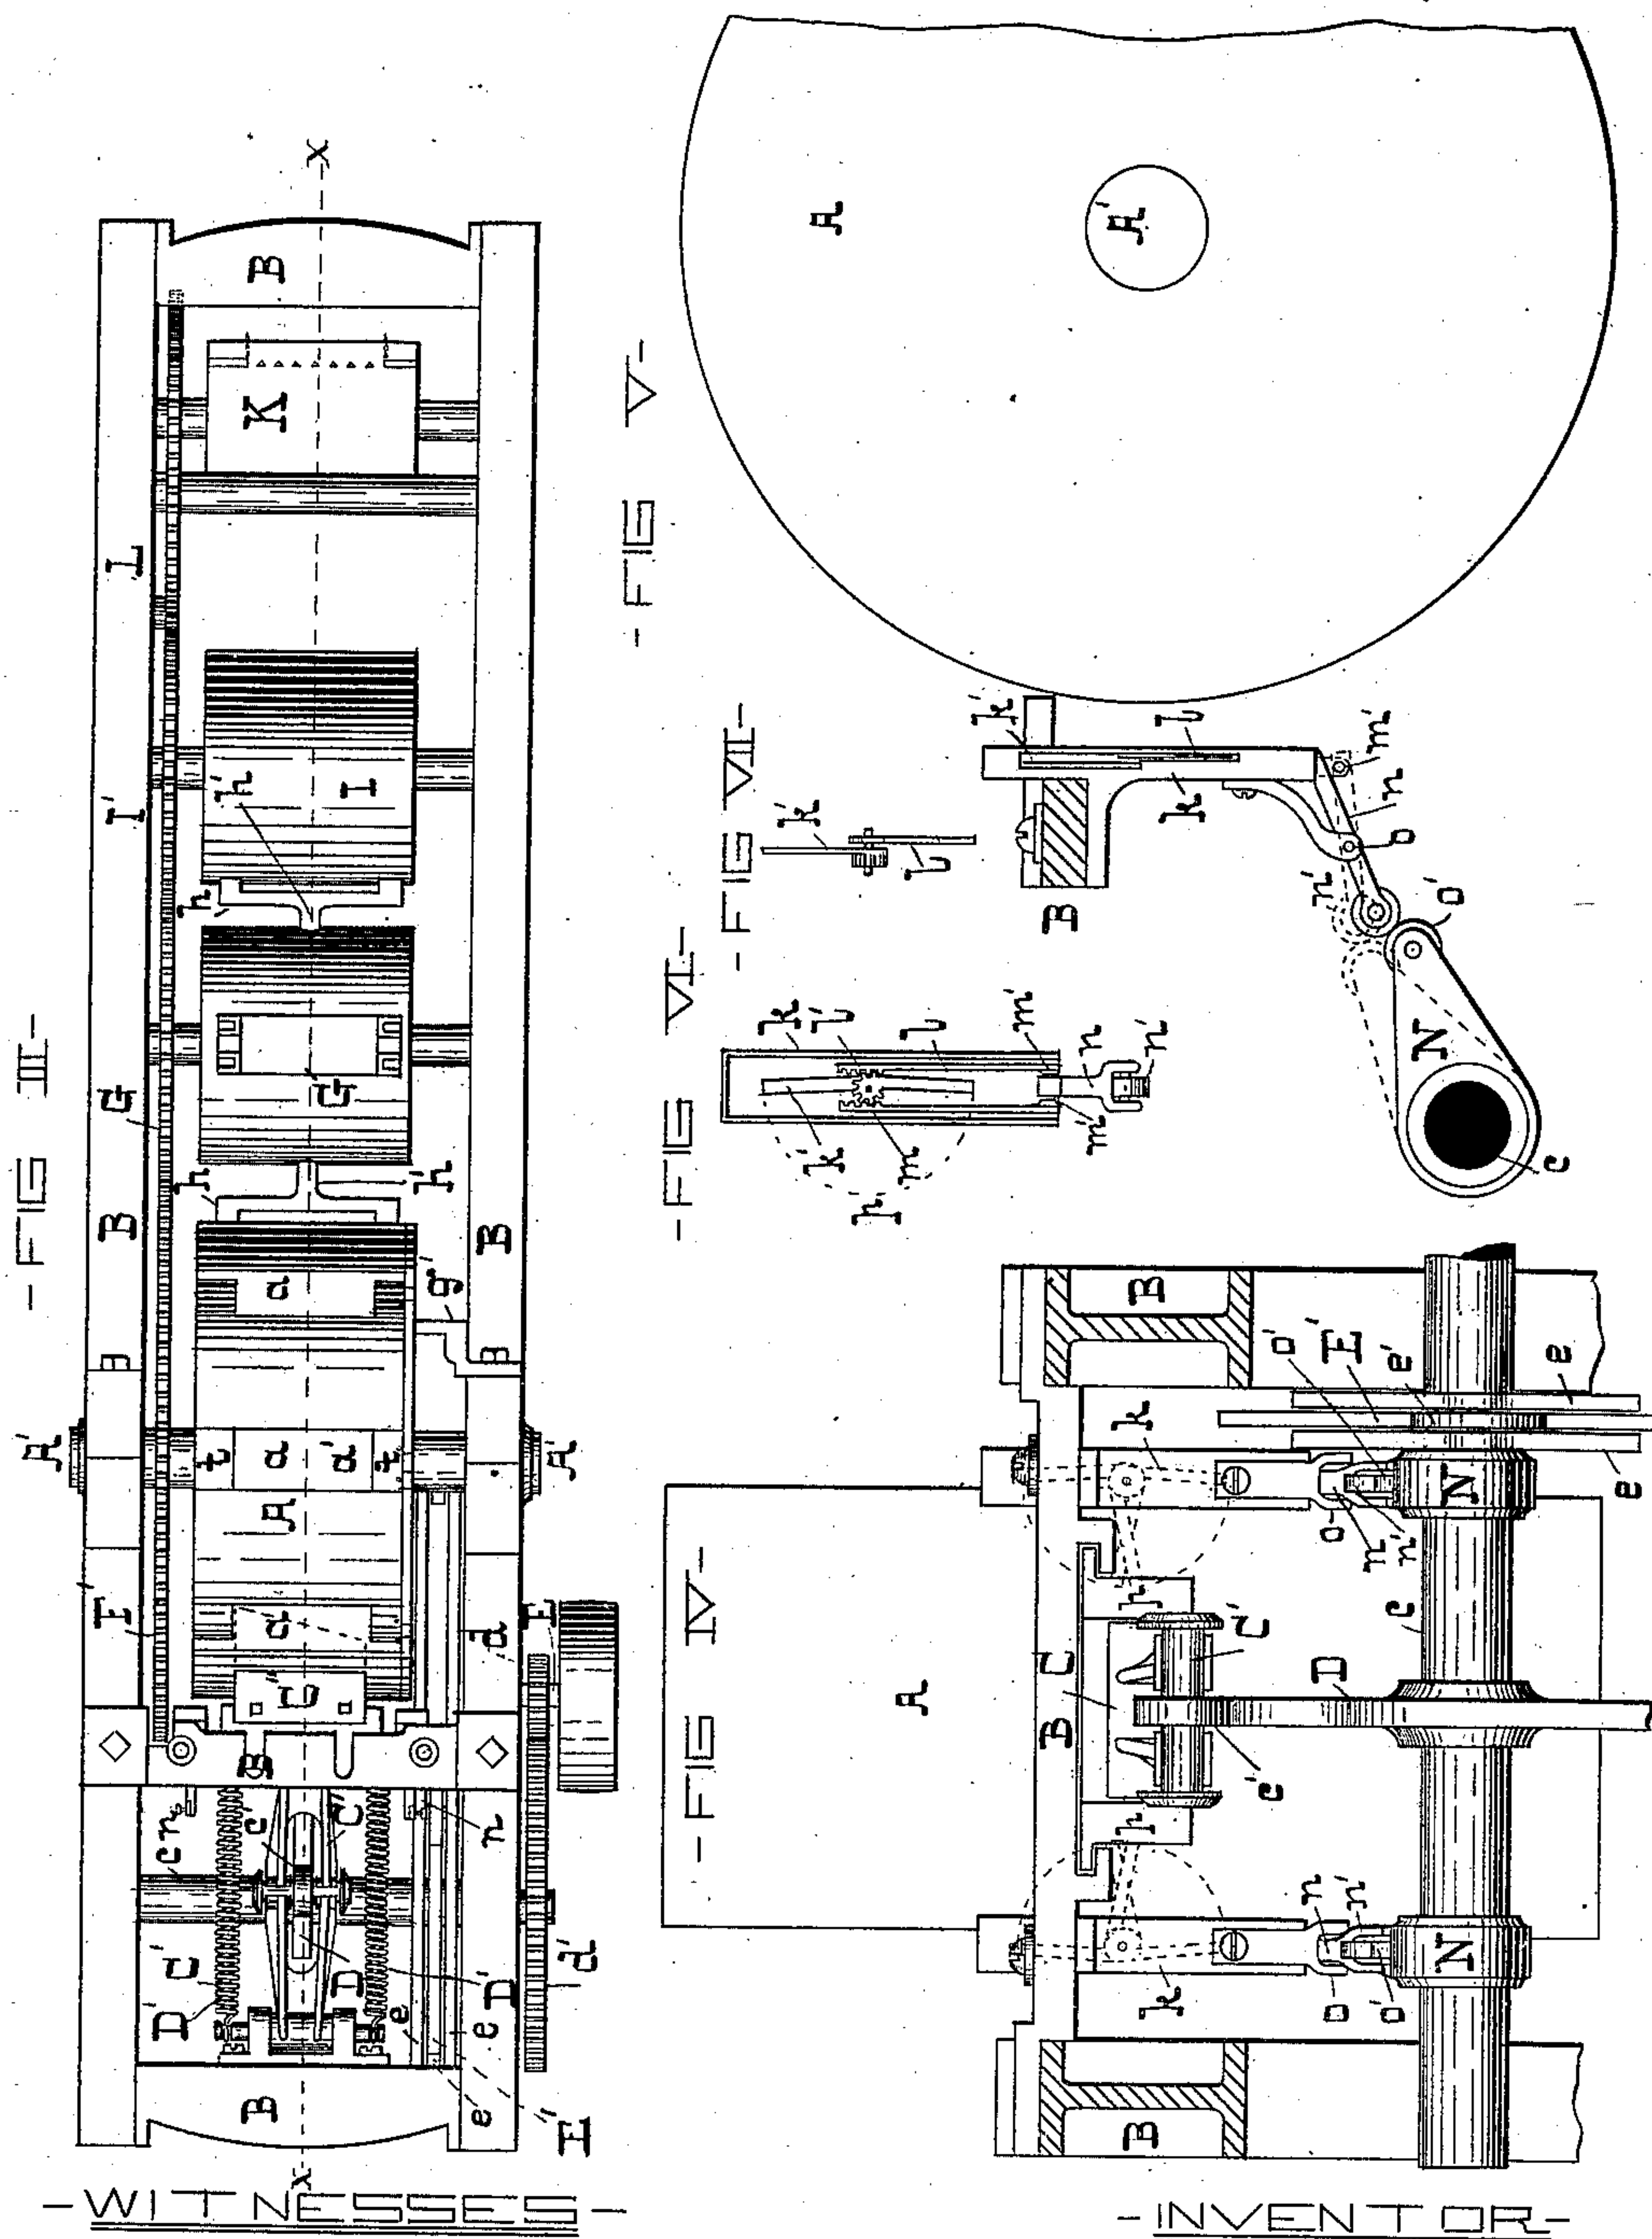 - FIG III -
X
B
K
L
I'
I
h'
h
G
G
B
h
h'
B
a
g'
A'
t
a
a'
t
A'
A
F'
a'
d
F
C''
B
c
n
c'
C'
n
D
C'
D'
D'
d'
e
e
e
E'
B
X
- FIG V -
A
A'
k'
l
k
m'
n
o
n'
o'
B
N
c
- FIG VII -
k'
l
- FIG VI -
k
l'
l
m'
n
n'
k'
m
h
m'
- FIG IV -
A
B
B
o'
E'
e'
e
e
k
h
C'
C
B
D
c
c'
h
N
o
n
n'
n
n'
o
o'
k
N
B
- WITNESSES -
- INVENTOR -